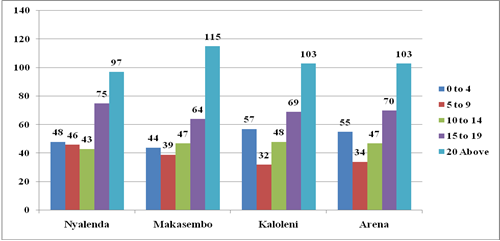 140
120
100
80
60
40
20
0
48 46 43 75 97
44 39 47 64 115
57 32 48 69 103
55 34 47 70 103
Nyalenda Makasembo Kaloleni Arena
0 to 4
5 to 9
10 to 14
15 to 19
20 Above